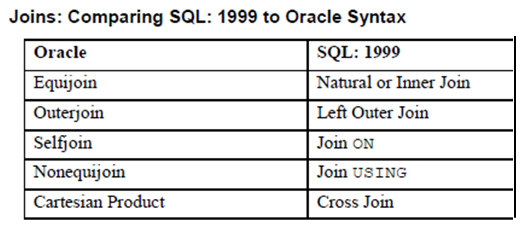 Joins: Comparing SQL: 1999 to Oracle Syntax
Oracle SQL: 1999
Equijoin Natural or Inner Join
Outerjoin Left Outer Join
Selfjoin Join ON
Nonequijoin Join USING
Cartesian Product Cross Join